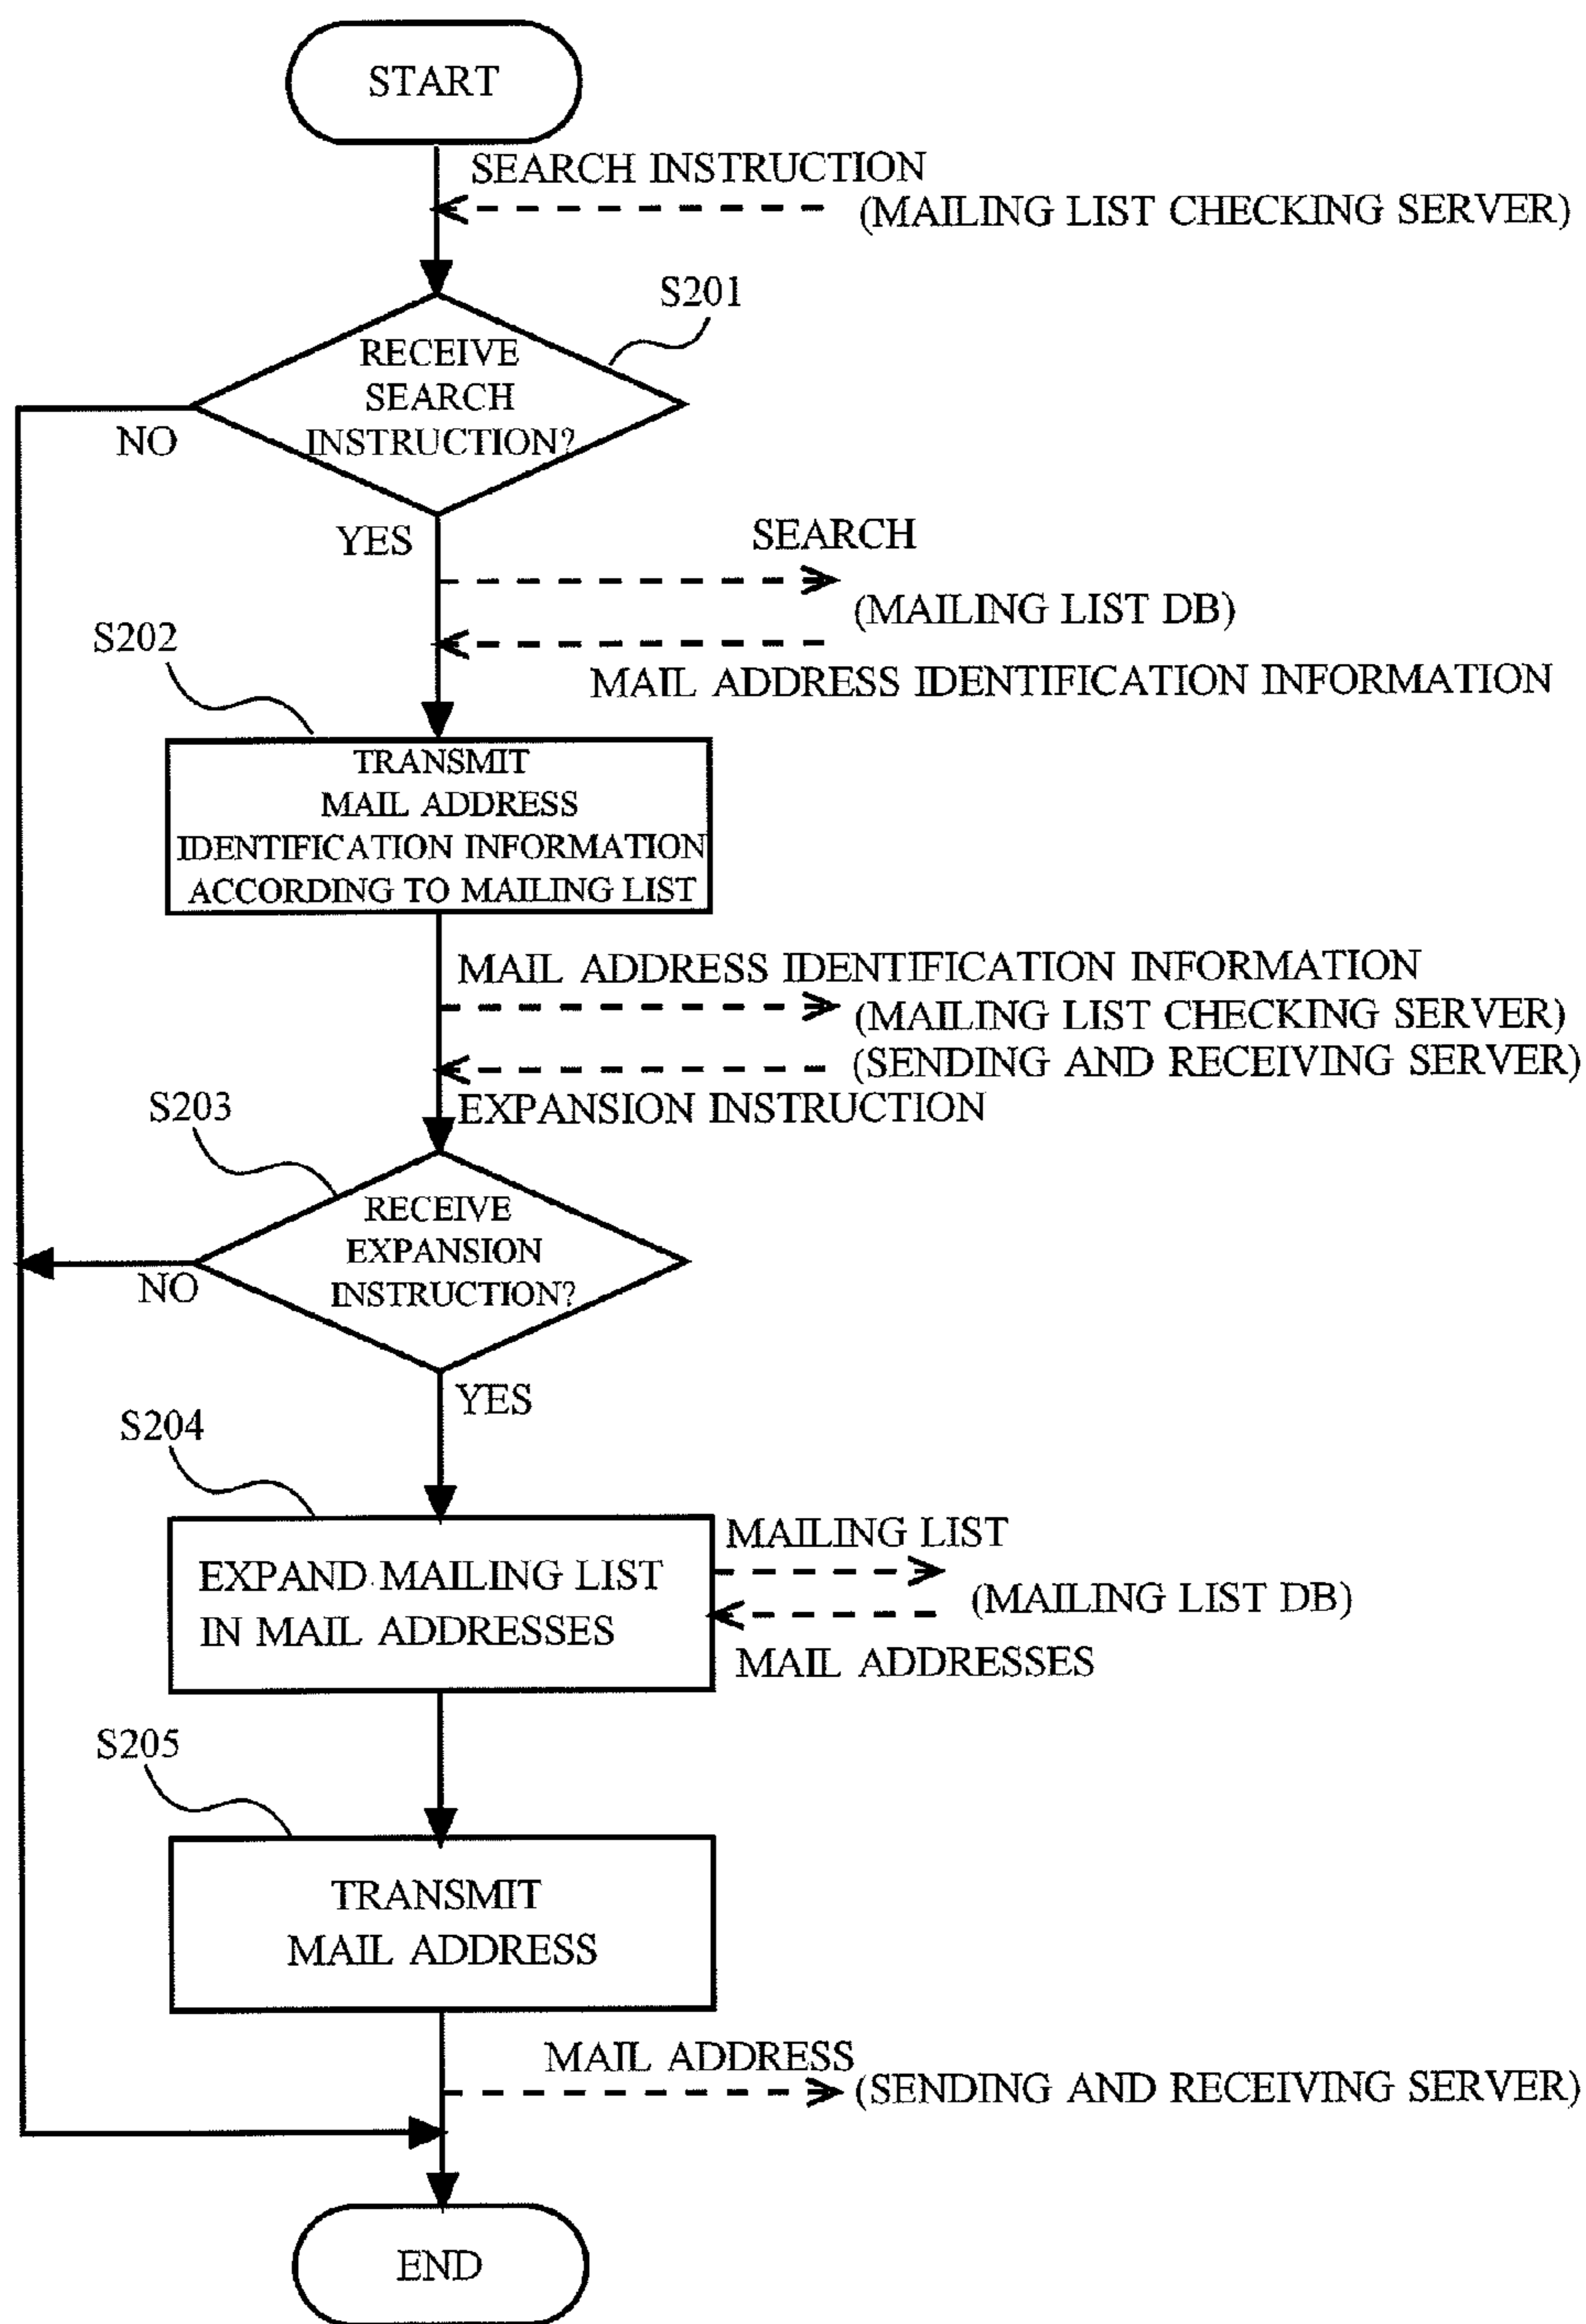 START
SEARCH INSTRUCTION
(MAILING LIST CHECKING SERVER)
S201
RECEIVE
SEARCH
INSTRUCTION?
NO
YES
SEARCH
(MAILING LIST DB)
S202
MAIL ADDRESS IDENTIFICATION INFORMATION
TRANSMIT
MAIL ADDRESS
IDENTIFICATION INFORMATION
ACCORDING TO MAILING LIST
MAIL ADDRESS IDENTIFICATION INFORMATION
(MAILING LIST CHECKING SERVER)
(SENDING AND RECEIVING SERVER)
EXPANSION INSTRUCTION
S203
RECEIVE
EXPANSION
INSTRUCTION?
NO
YES
S204
MAILING LIST
EXPAND MAILING LIST
IN MAIL ADDRESSES
(MAILING LIST DB)
MAIL ADDRESSES
S205
TRANSMIT
MAIL ADDRESS
MAIL ADDRESS
(SENDING AND RECEIVING SERVER)
END